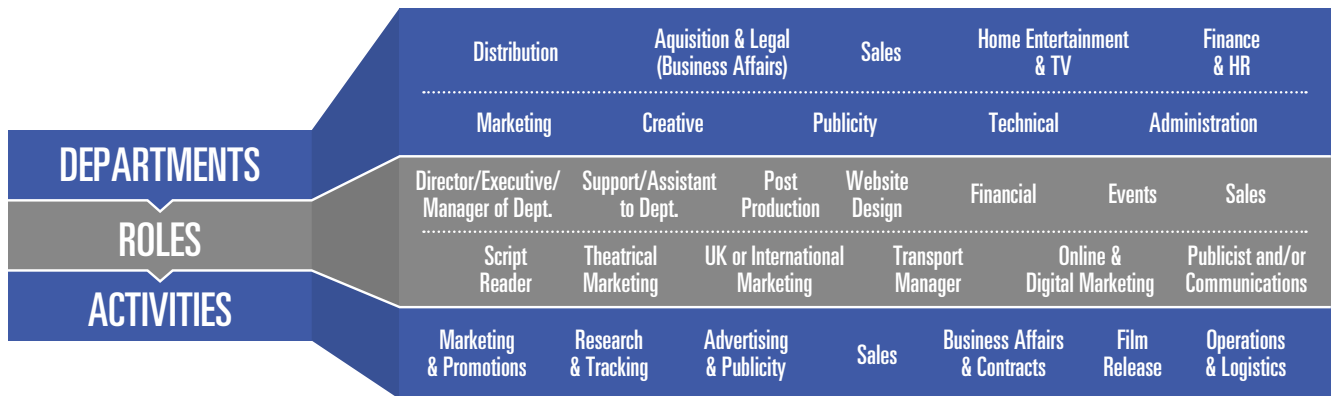 DEPARTMENTS
Distribution
Aquisition & Legal
(Business Affairs)
Sales
Home Entertainment
& TV
Finance
& HR
Marketing
Creative
Publicity
Technical
Administration
ROLES
Director/Executive/
Manager of Dept.
Support/Assistant
to Dept.
Post
Production
Website
Design
Financial
Events
Sales
Script
Reader
Theatrical
Marketing
UK or International
Marketing
Transport
Manager
Online &
Digital Marketing
Publicist and/or
Communications
ACTIVITIES
Marketing
& Promotions
Research
& Tracking
Advertising
& Publicity
Sales
Business Affairs
& Contracts
Film
Release
Operations
& Logistics